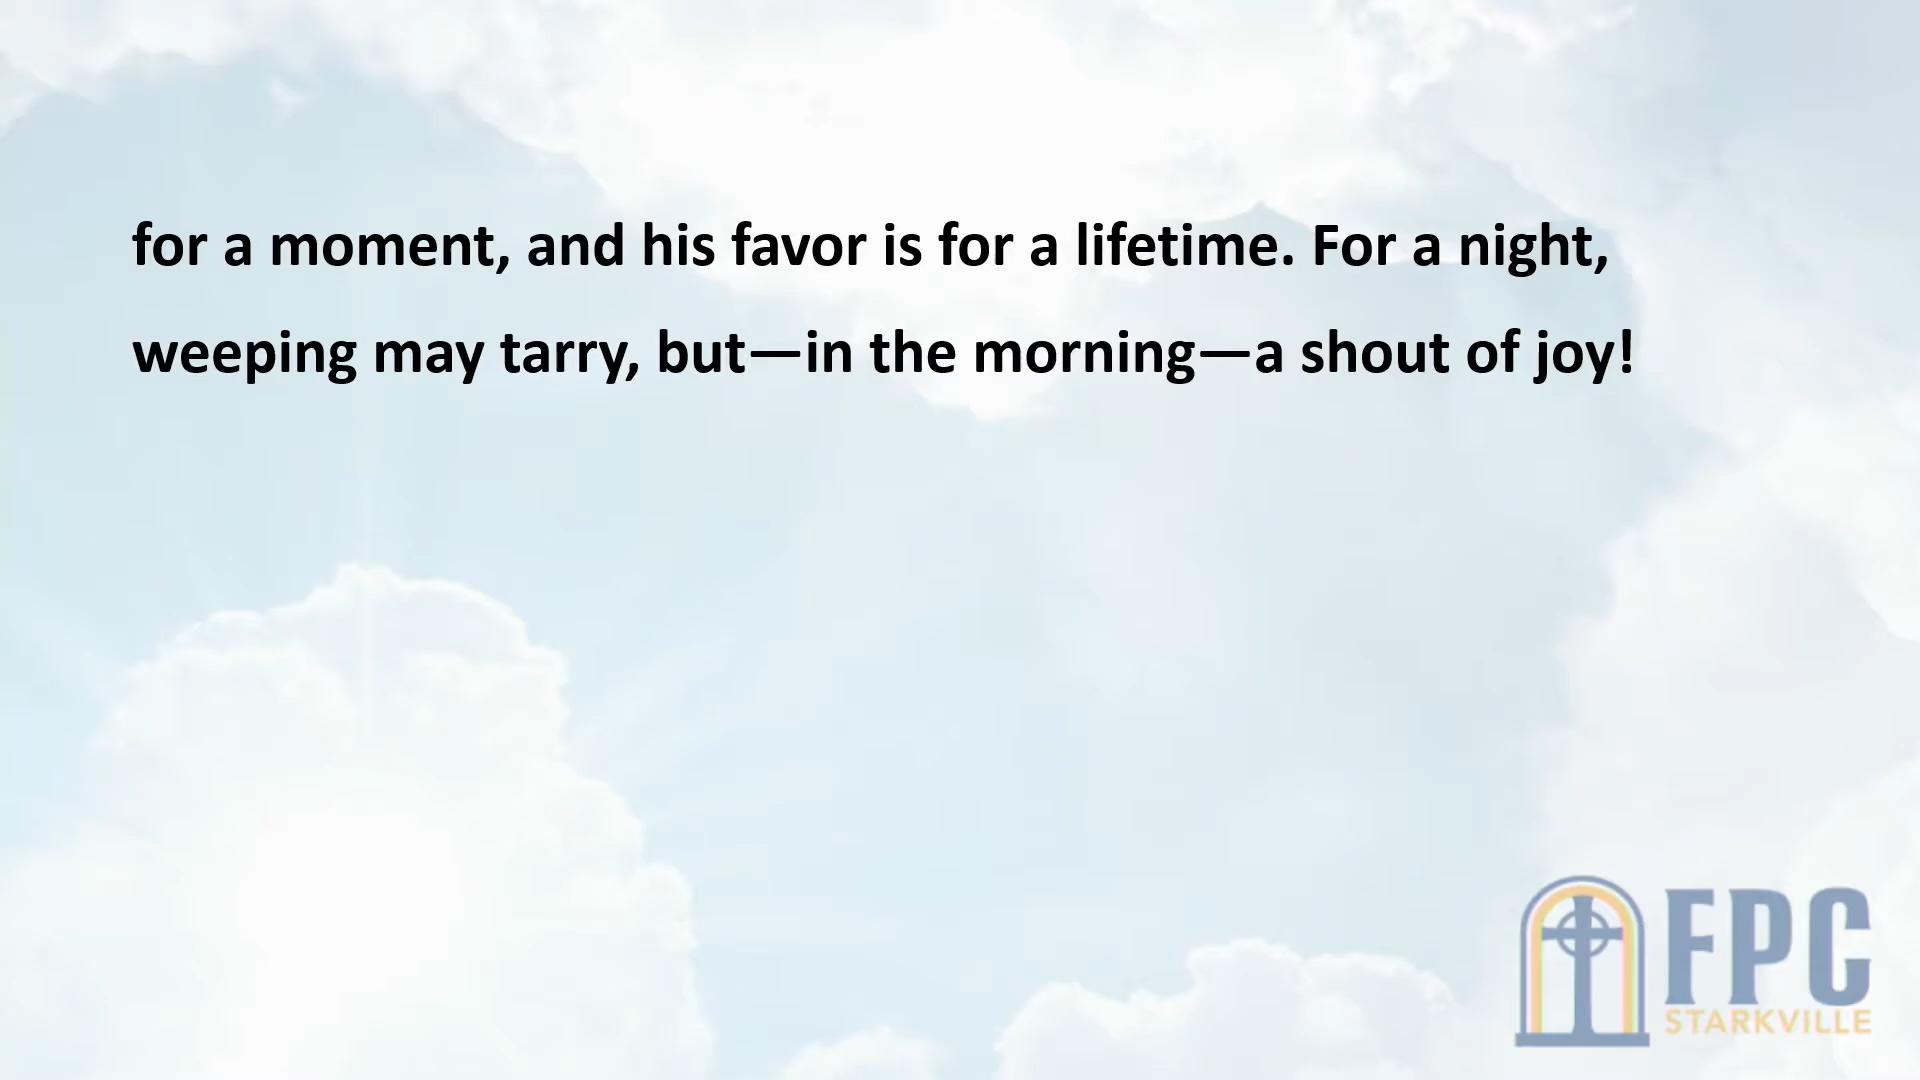 for a moment, and his favor is for a lifetime. For a night,
weeping may tarry, but—in the morning—a shout of joy!
FPC
STARKVILLE